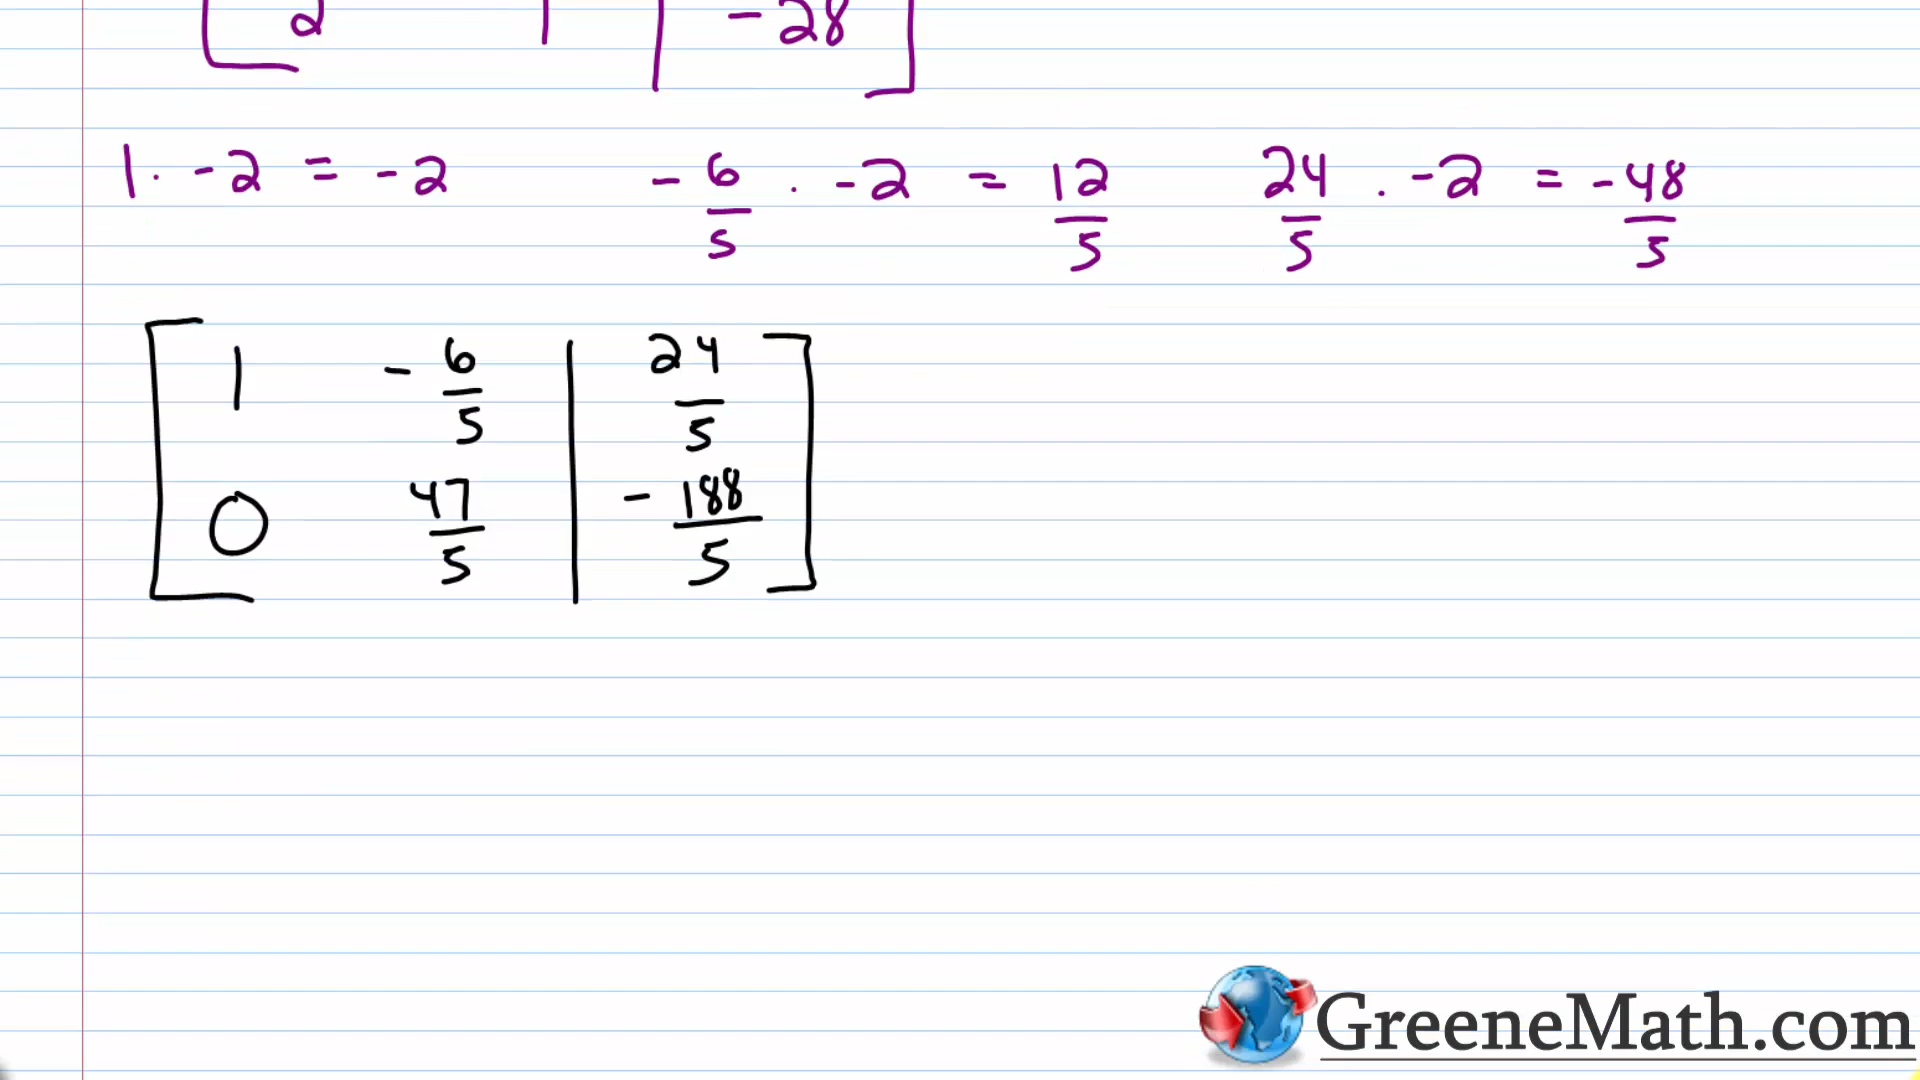 2 1 | -28
1 · -2 = -2 -6/5 · -2 = 12/5 24/5 · -2 = -48/5
1 -6/5 | 24/5
0 47/5 | -188/5
GreeneMath.com